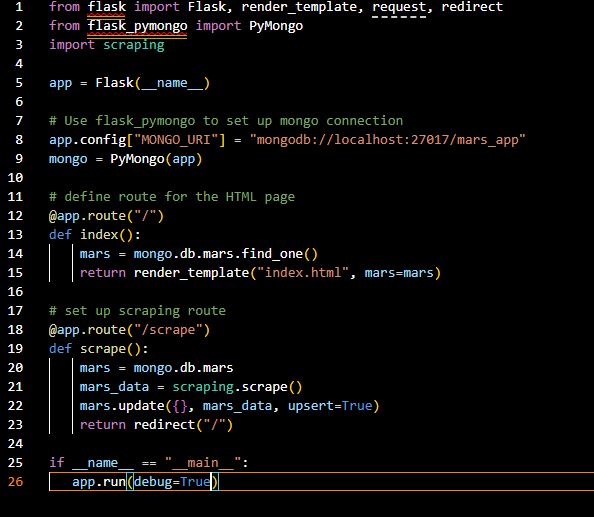 1 from flask import Flask, render_template, request, redirect
2 from flask_pymongo import PyMongo
3 import scraping
4
5 app = Flask(__name__)
6
7 # Use flask_pymongo to set up mongo connection
8 app.config["MONGO_URI"] = "mongodb://localhost:27017/mars_app"
9 mongo = PyMongo(app)
10
11 # define route for the HTML page
12 @app.route("/")
13 def index():
14     mars = mongo.db.mars.find_one()
15     return render_template("index.html", mars=mars)
16
17 # set up scraping route
18 @app.route("/scrape")
19 def scrape():
20     mars = mongo.db.mars
21     mars_data = scraping.scrape()
22     mars.update({}, mars_data, upsert=True)
23     return redirect("/")
24
25 if __name__ == "__main__":
26    app.run(debug=True)